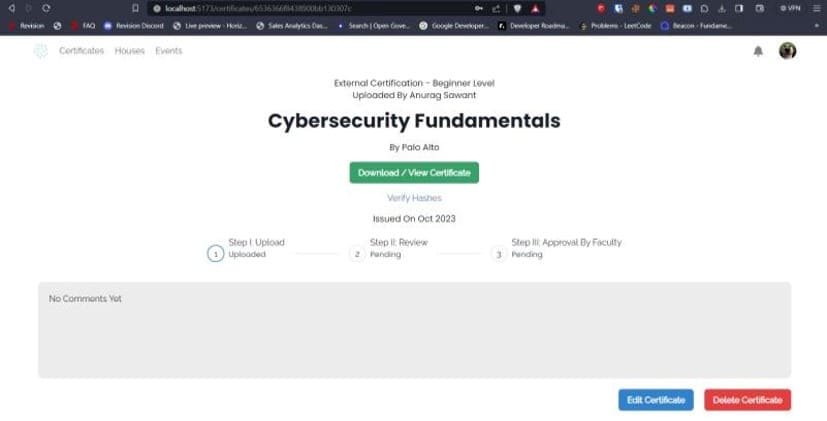 localhost:5173/certificates/6536366f8438900bb130307c
VPN
Revision FAQ Revision Discord Live preview - Horiz... Sales Analytics Das... Search | Open Gove... Google Developer... Developer Roadma... Problems - LeetCode Beacon - Fundame...
Certificates Houses Events
External Certification - Beginner Level
Uploaded By Anurag Sawant
Cybersecurity Fundamentals
By Palo Alto
Download / View Certificate
Verify Hashes
Issued On Oct 2023
1 Step I: Upload
Uploaded
2 Step II: Review
Pending
3 Step III: Approval By Faculty
Pending
No Comments Yet
Edit Certificate Delete Certificate